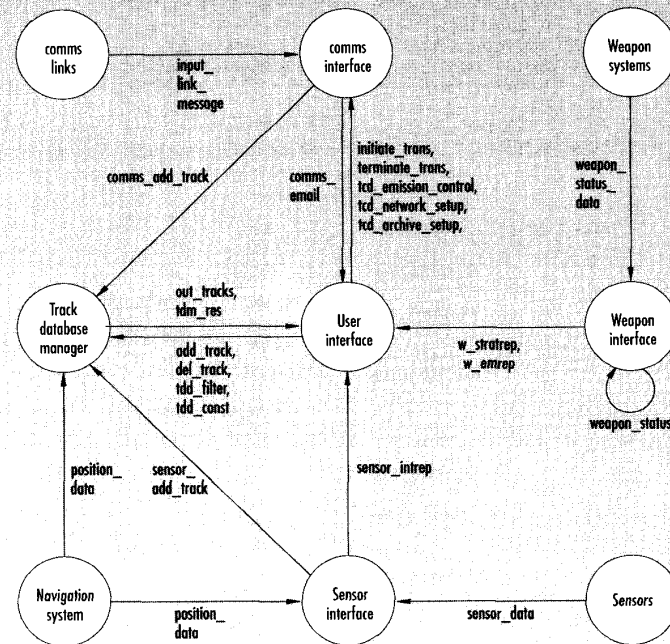 comms
links
input_
link_
message
comms
interface
Weapon
systems
comms_add_track
comms_
email
initiate_trans,
terminate_trans,
tcd_emission_control,
tcd_network_setup,
tcd_archive_setup,
weapon_
status_
data
Track
database
manager
out_tracks,
tdm_res
add_track,
del_track,
tdd_filter,
tdd_const
User
interface
w_stratrep,
w_emrep
Weapon
interface
weapon_status
position_
data
sensor_
add_track
sensor_intrep
Navigation
system
position_
data
Sensor
interface
sensor_data
Sensors